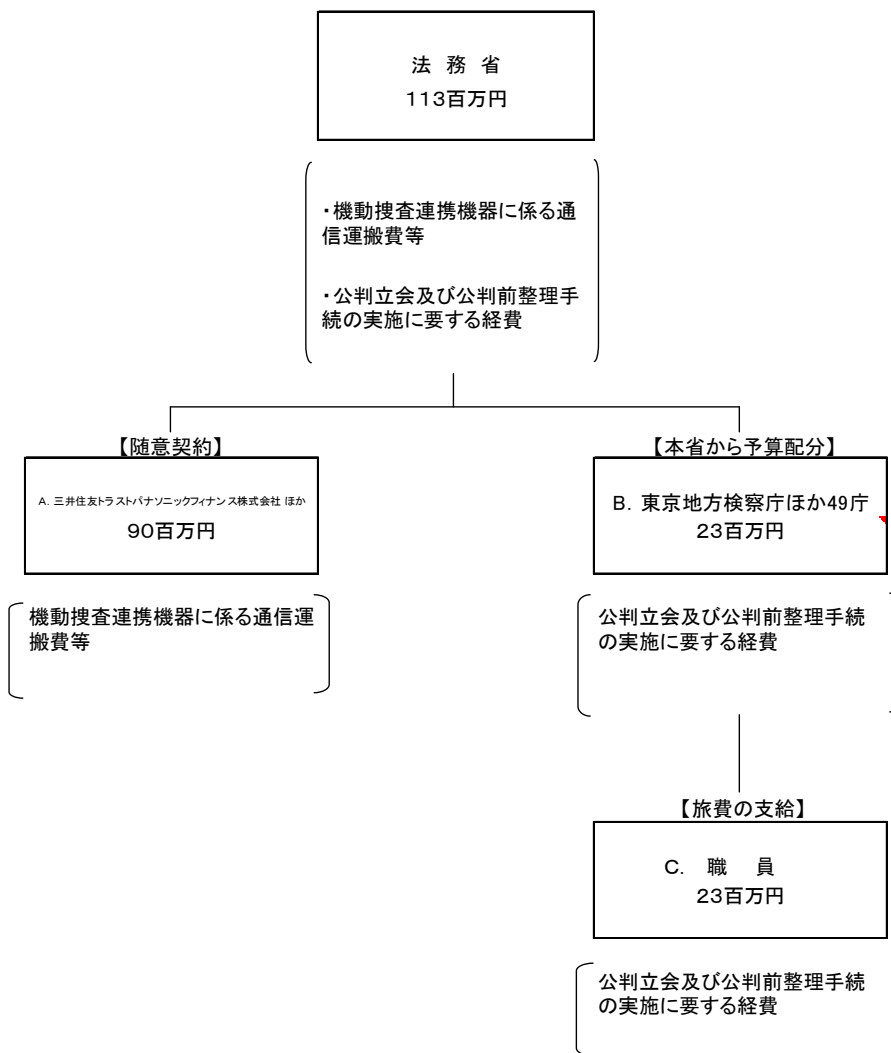 法 務 省
113百万円
・機動捜査連携機器に係る通
信運搬費等
・公判立会及び公判前整理手
続の実施に要する経費
【随意契約】
A. 三井住友トラストパナソニックフィナンス株式会社 ほか
90百万円
機動捜査連携機器に係る通信運
搬費等
【本省から予算配分】
B. 東京地方検察庁ほか49庁
23百万円
公判立会及び公判前整理手続
の実施に要する経費
【旅費の支給】
C. 職 員
23百万円
公判立会及び公判前整理手続
の実施に要する経費